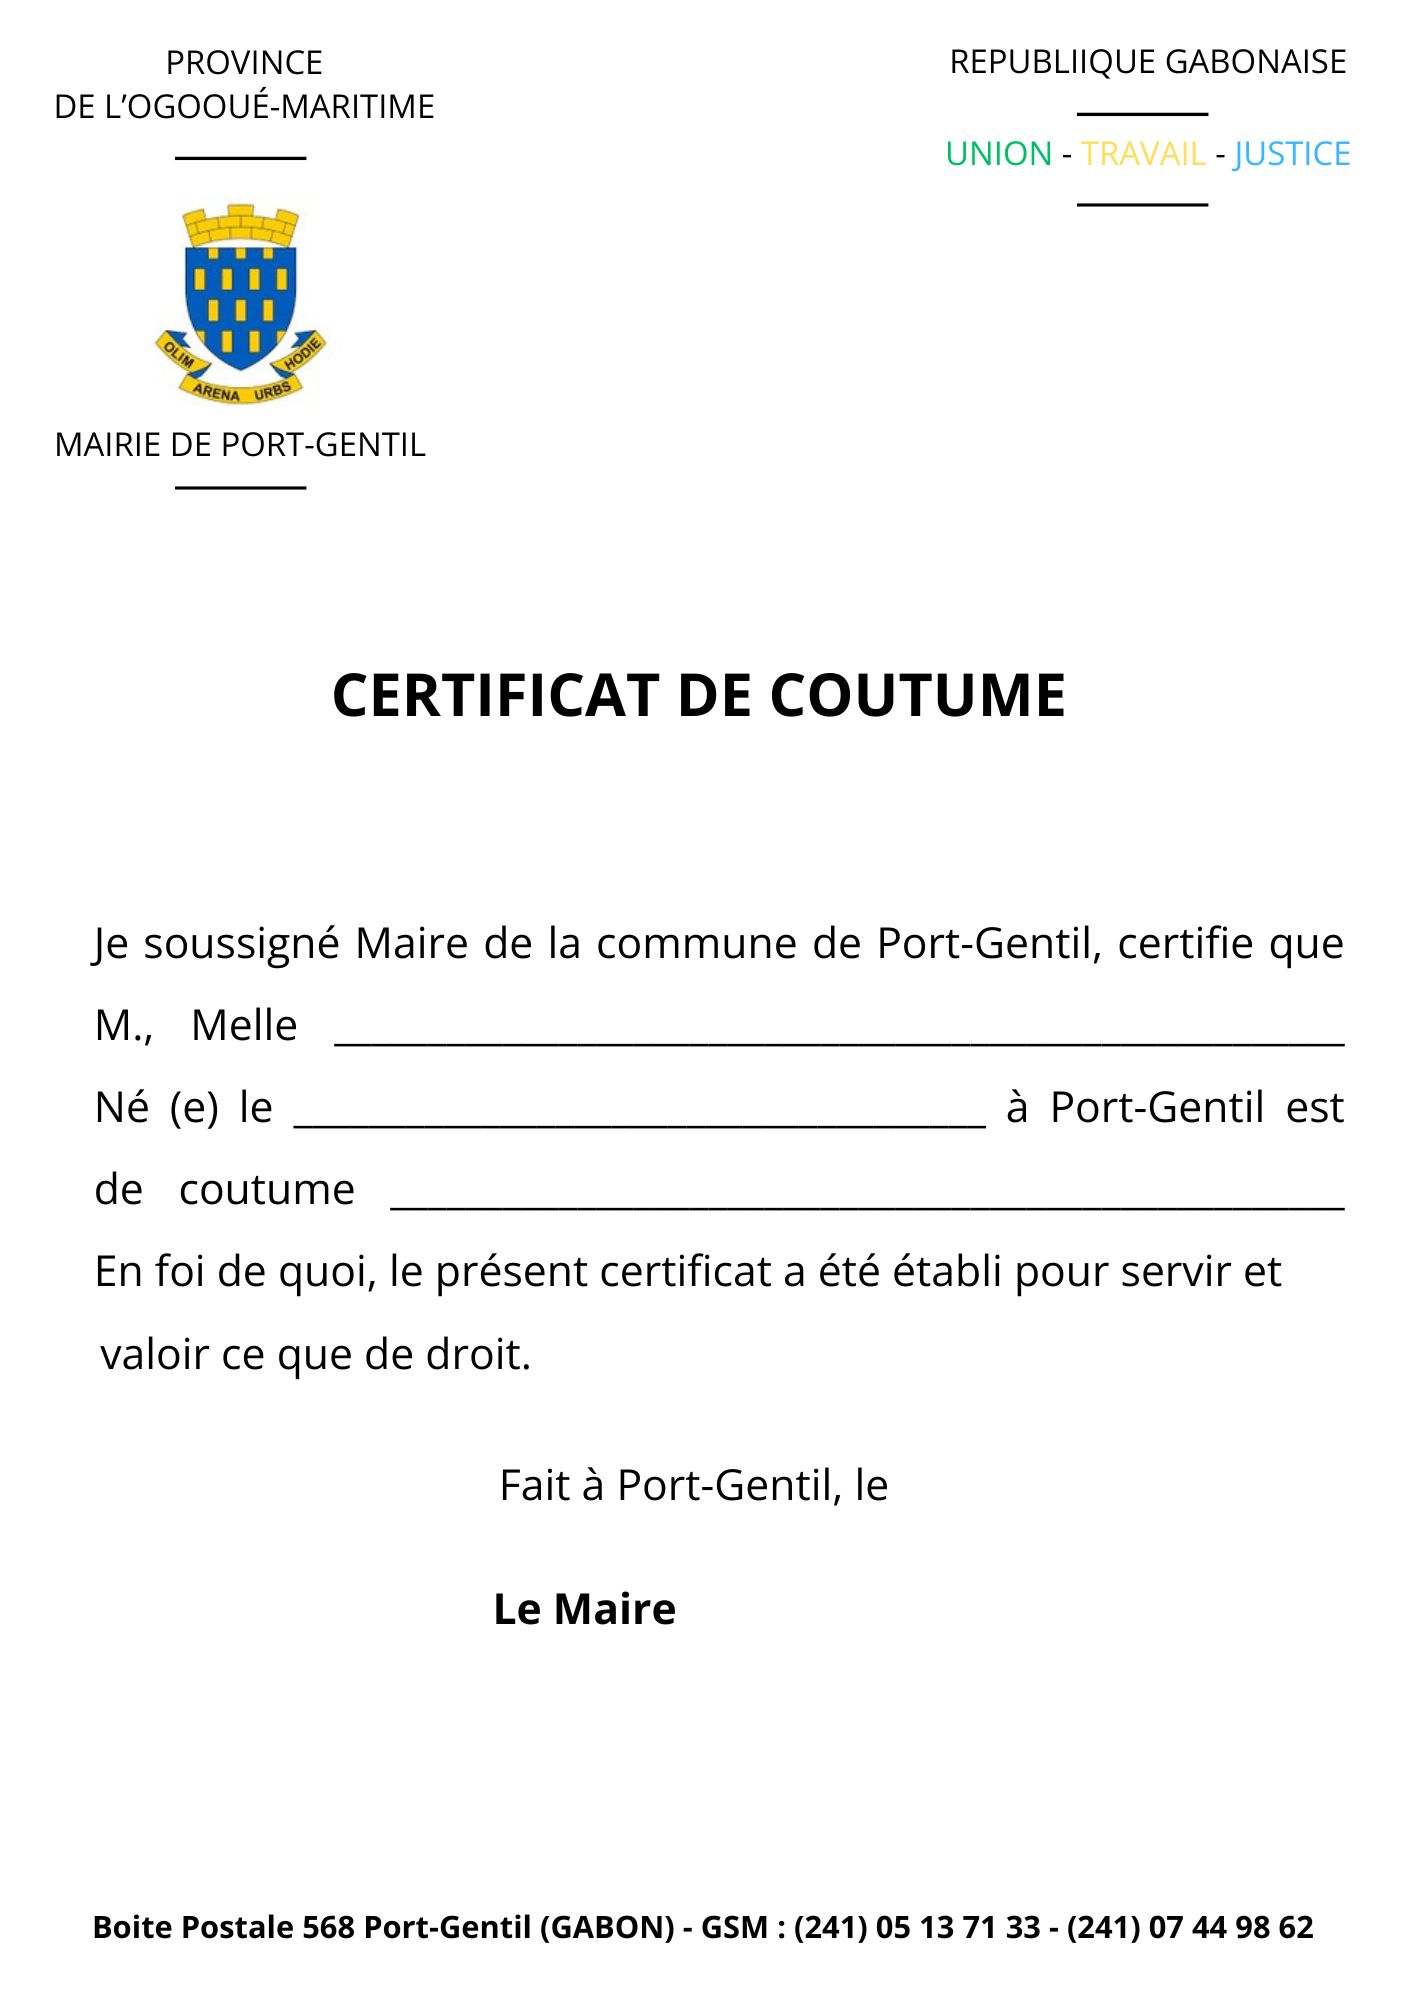 PROVINCE
DE L’OGOOUÉ-MARITIME
REPUBLIIQUE GABONAISE
UNION - TRAVAIL - JUSTICE
OLIM ARENA URBS HODIE
MAIRIE DE PORT-GENTIL
CERTIFICAT DE COUTUME
Je soussigné Maire de la commune de Port-Gentil, certifie que
M., Melle ______________________________________________________
Né (e) le _____________________________________ à Port-Gentil est
de coutume ___________________________________________________
En foi de quoi, le présent certificat a été établi pour servir et
valoir ce que de droit.
Fait à Port-Gentil, le
Le Maire
Boite Postale 568 Port-Gentil (GABON) - GSM : (241) 05 13 71 33 - (241) 07 44 98 62